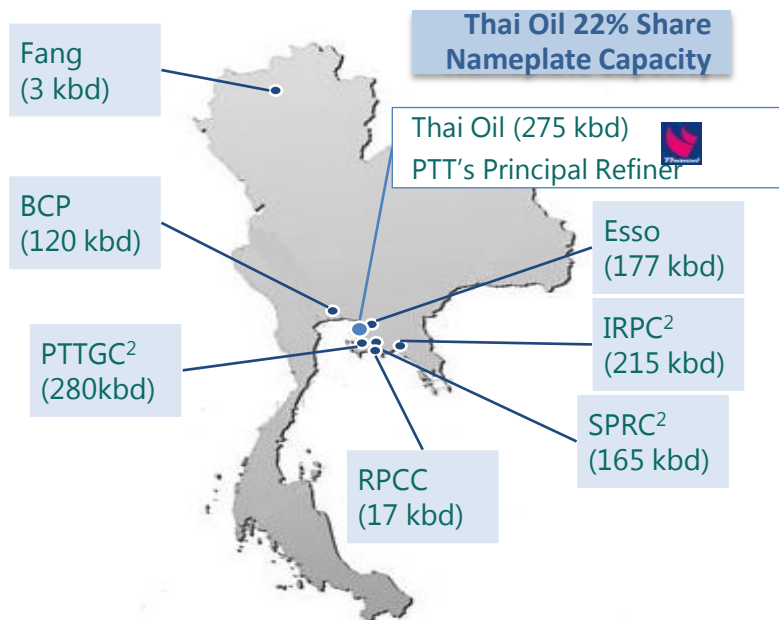 Thai Oil 22% Share
Nameplate Capacity
Fang
(3 kbd)
Thai Oil (275 kbd)
PTT's Principal Refiner
BCP
(120 kbd)
Esso
(177 kbd)
PTTGC²
(280kbd)
IRPC²
(215 kbd)
SPRC²
(165 kbd)
RPCC
(17 kbd)